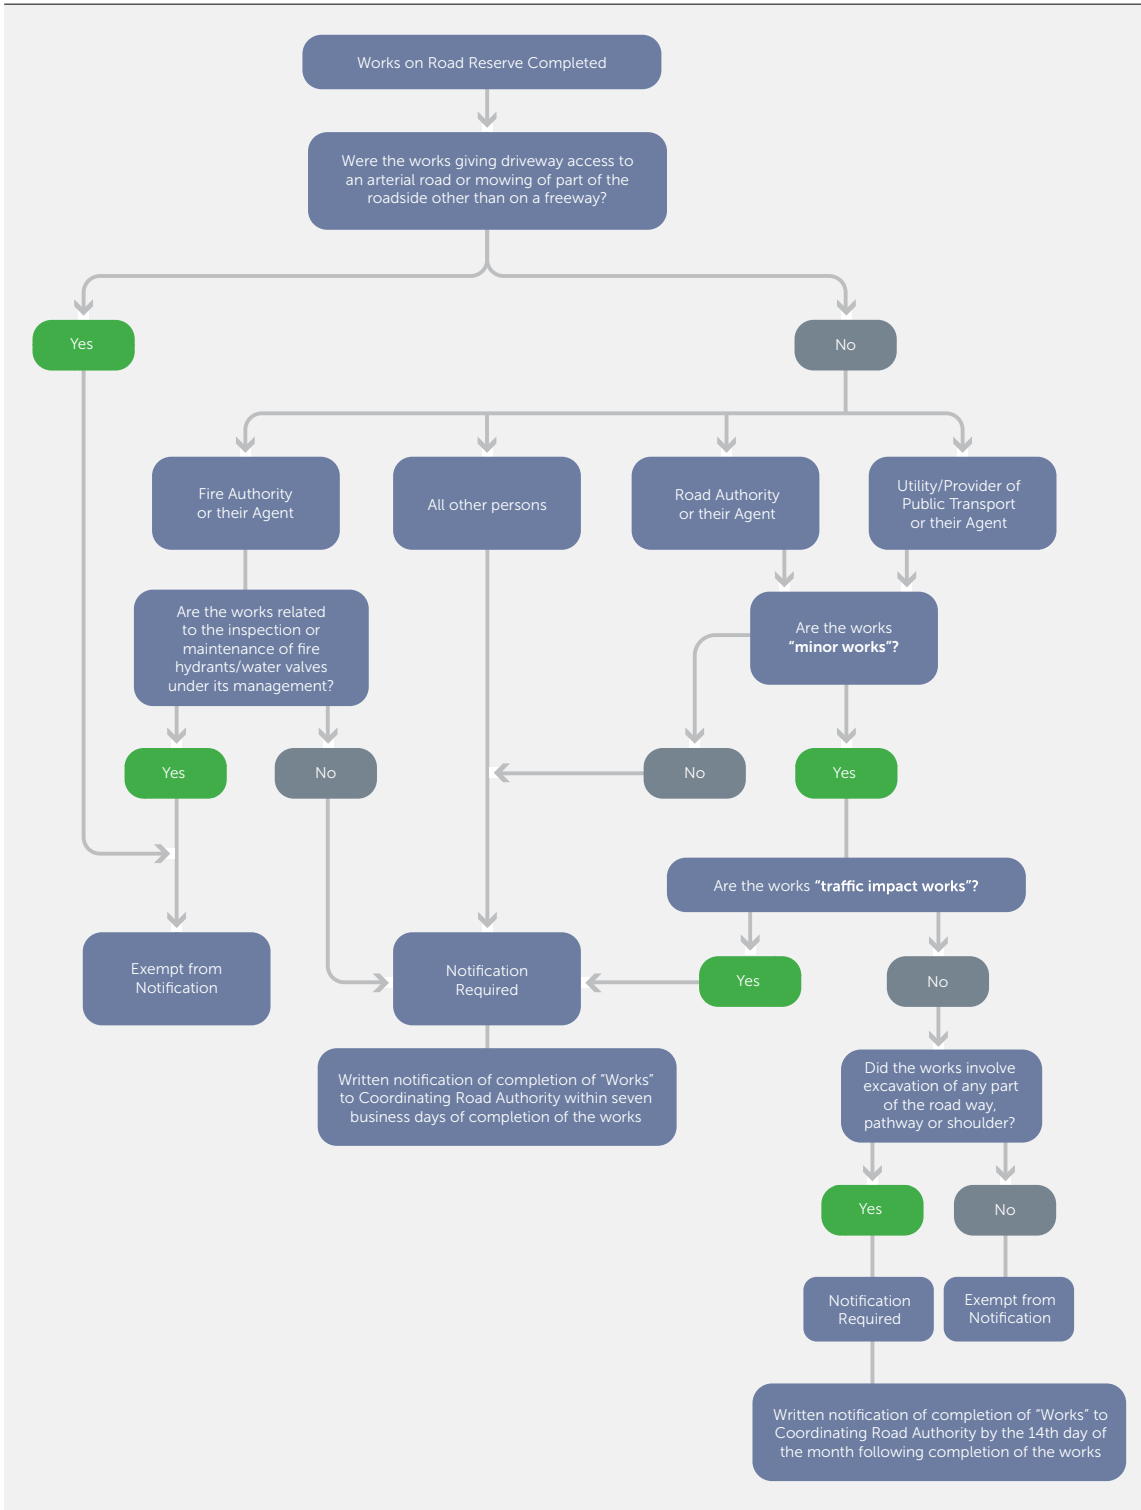 Works on Road Reserve Completed
Were the works giving driveway access to
an arterial road or mowing of part of the
roadside other than on a freeway?
Yes
No
Fire Authority
or their Agent
All other persons
Road Authority
or their Agent
Utility/Provider of
Public Transport
or their Agent
Are the works related
to the inspection or
maintenance of fire
hydrants/water valves
under its management?
Are the works
"minor works"?
Yes
No
No
Yes
Are the works "traffic impact works"?
Exempt from
Notification
Notification
Required
Yes
No
Written notification of completion of "Works"
to Coordinating Road Authority within seven
business days of completion of the works
Did the works involve
excavation of any part
of the road way,
pathway or shoulder?
Yes
No
Notification
Required
Exempt from
Notification
Written notification of completion of "Works" to
Coordinating Road Authority by the 14th day of
the month following completion of the works